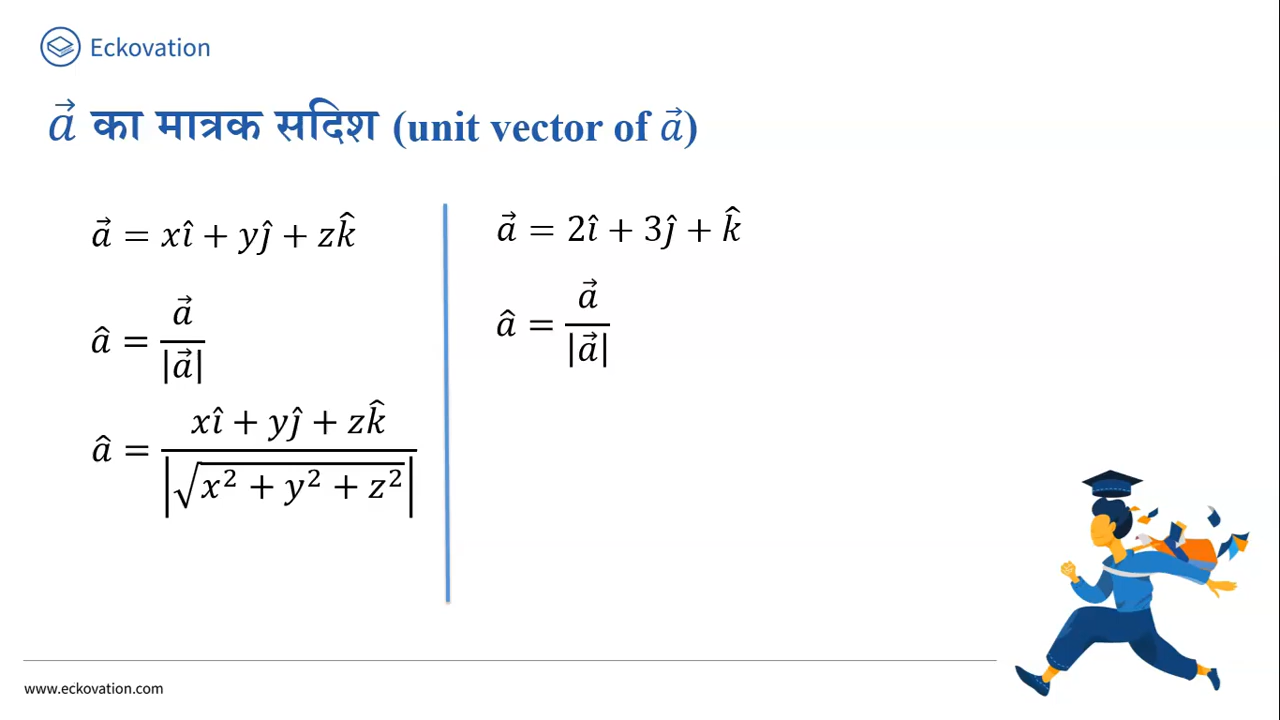 Eckovation
a⃗ का मात्रक सदिश (unit vector of a⃗)
a⃗ = xî + yĵ + zk̂
â = a⃗ / |a⃗|
â = (xî + yĵ + zk̂) / |√(x² + y² + z²)|
a⃗ = 2î + 3ĵ + k̂
â = a⃗ / |a⃗|
www.eckovation.com